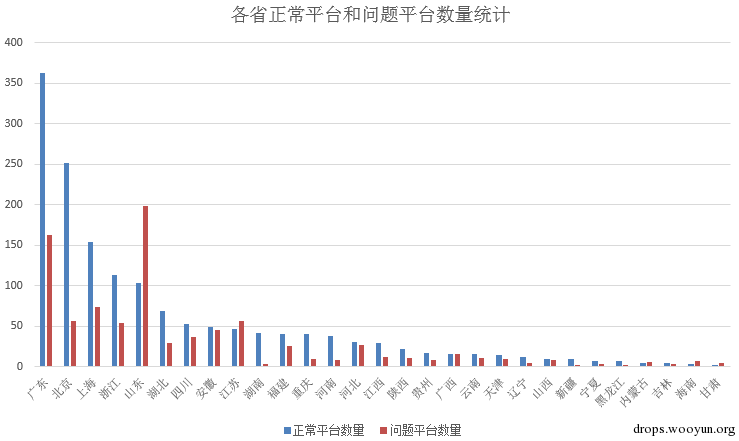 各省正常平台和问题平台数量统计
400
350
300
250
200
150
100
50
0
广东 北京 上海 浙江 山东 湖北 四川 安徽 江苏 湖南 福建 重庆 河南 河北 江西 陕西 贵州 广西 云南 天津 辽宁 山西 新疆 宁夏 黑龙江 内蒙古 吉林 海南 甘肃
正常平台数量 问题平台数量
drops.wooyun.org